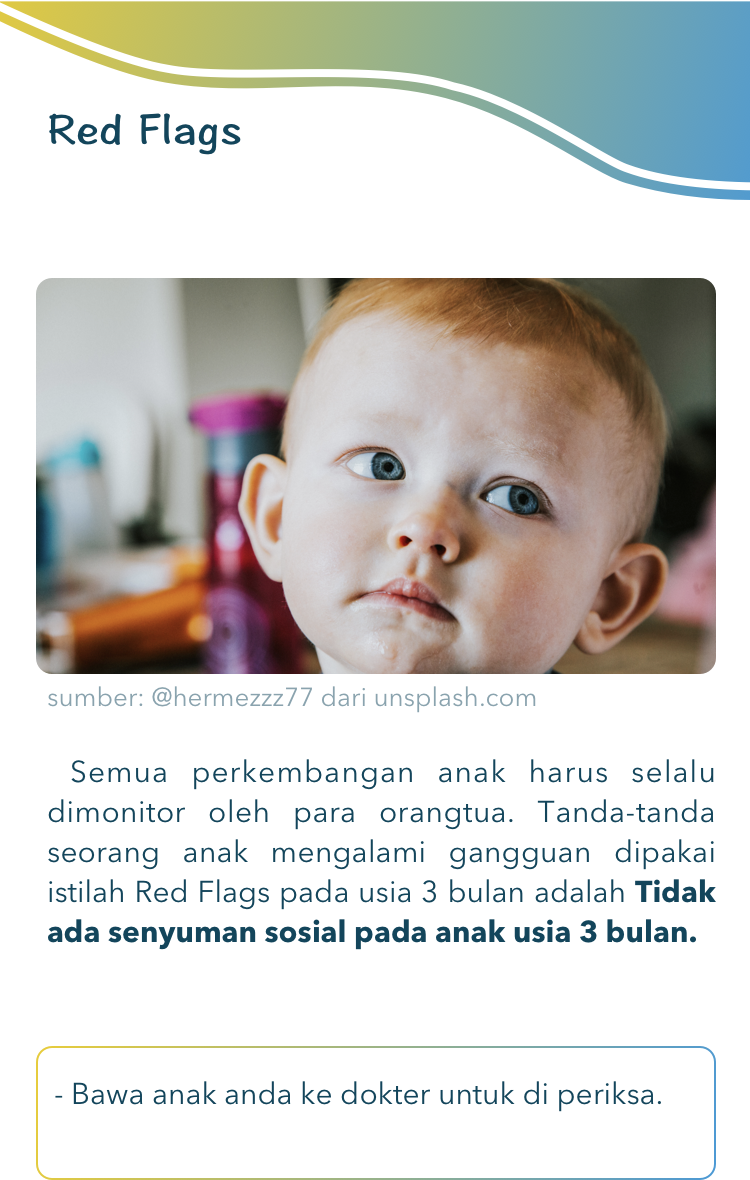 Red Flags
sumber: @hermezzz77 dari unsplash.com
Semua perkembangan anak harus selalu
dimonitor oleh para orangtua. Tanda-tanda
seorang anak mengalami gangguan dipakai
istilah Red Flags pada usia 3 bulan adalah Tidak
ada senyuman sosial pada anak usia 3 bulan.
- Bawa anak anda ke dokter untuk di periksa.